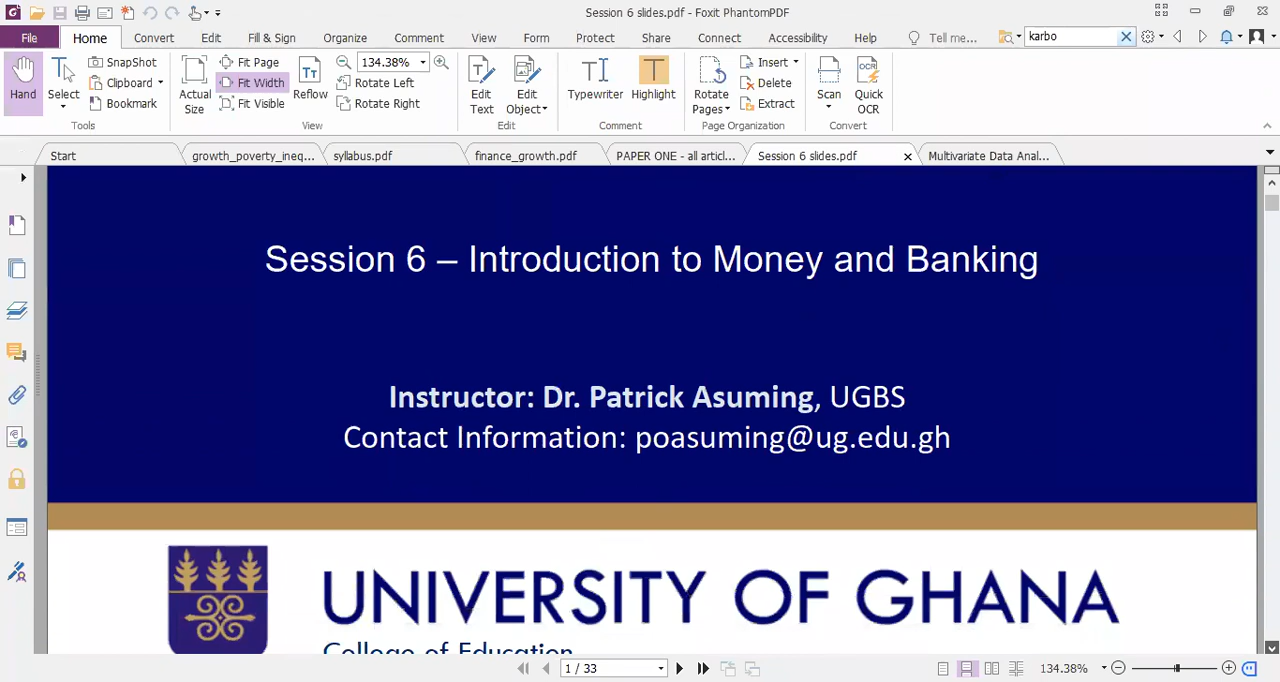 Session 6 slides.pdf - Foxit PhantomPDF
File Home Convert Edit Fill & Sign Organize Comment View Form Protect Share Connect Accessibility Help Tell me... karbo
Hand
Select
SnapShot
Clipboard
Bookmark
Tools
Actual Size
Fit Page
Fit Width
Fit Visible
Reflow
134.38%
Rotate Left
Rotate Right
View
Edit Text
Edit Object
Edit
Typewriter
Highlight
Comment
Rotate Pages
Insert
Delete
Extract
Page Organization
Scan
Quick OCR
Convert
Start growth_poverty_ineq... syllabus.pdf finance_growth.pdf PAPER ONE - all articl... Session 6 slides.pdf Multivariate Data Anal...
Session 6 – Introduction to Money and Banking
Instructor: Dr. Patrick Asuming, UGBS
Contact Information: poasuming@ug.edu.gh
UNIVERSITY OF GHANA
College of Education
1 / 33 134.38%